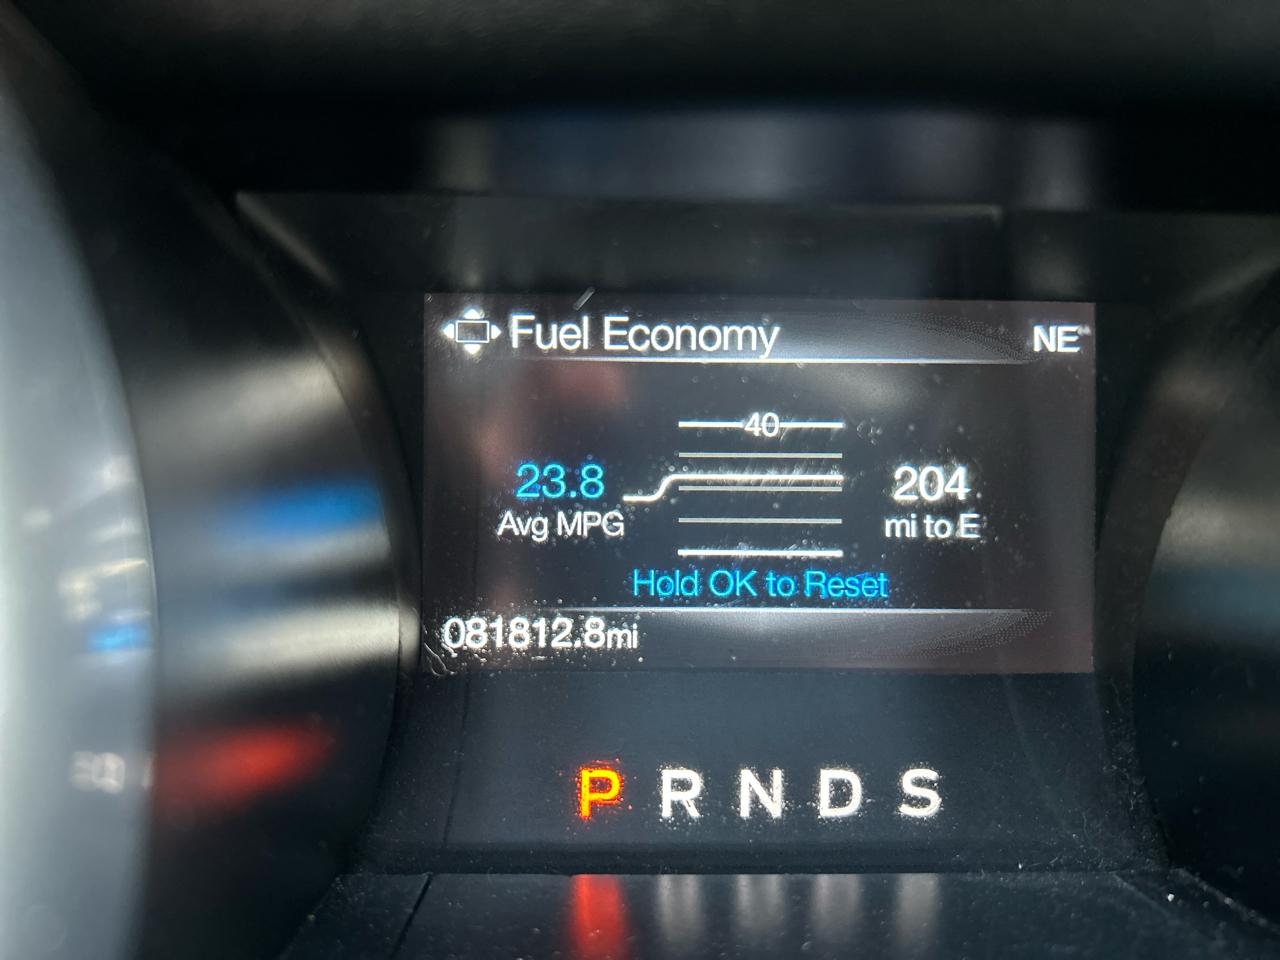 Fuel Economy NE
40
23.8 204
Avg MPG mi to E
Hold OK to Reset
081812.8mi
P R N D S